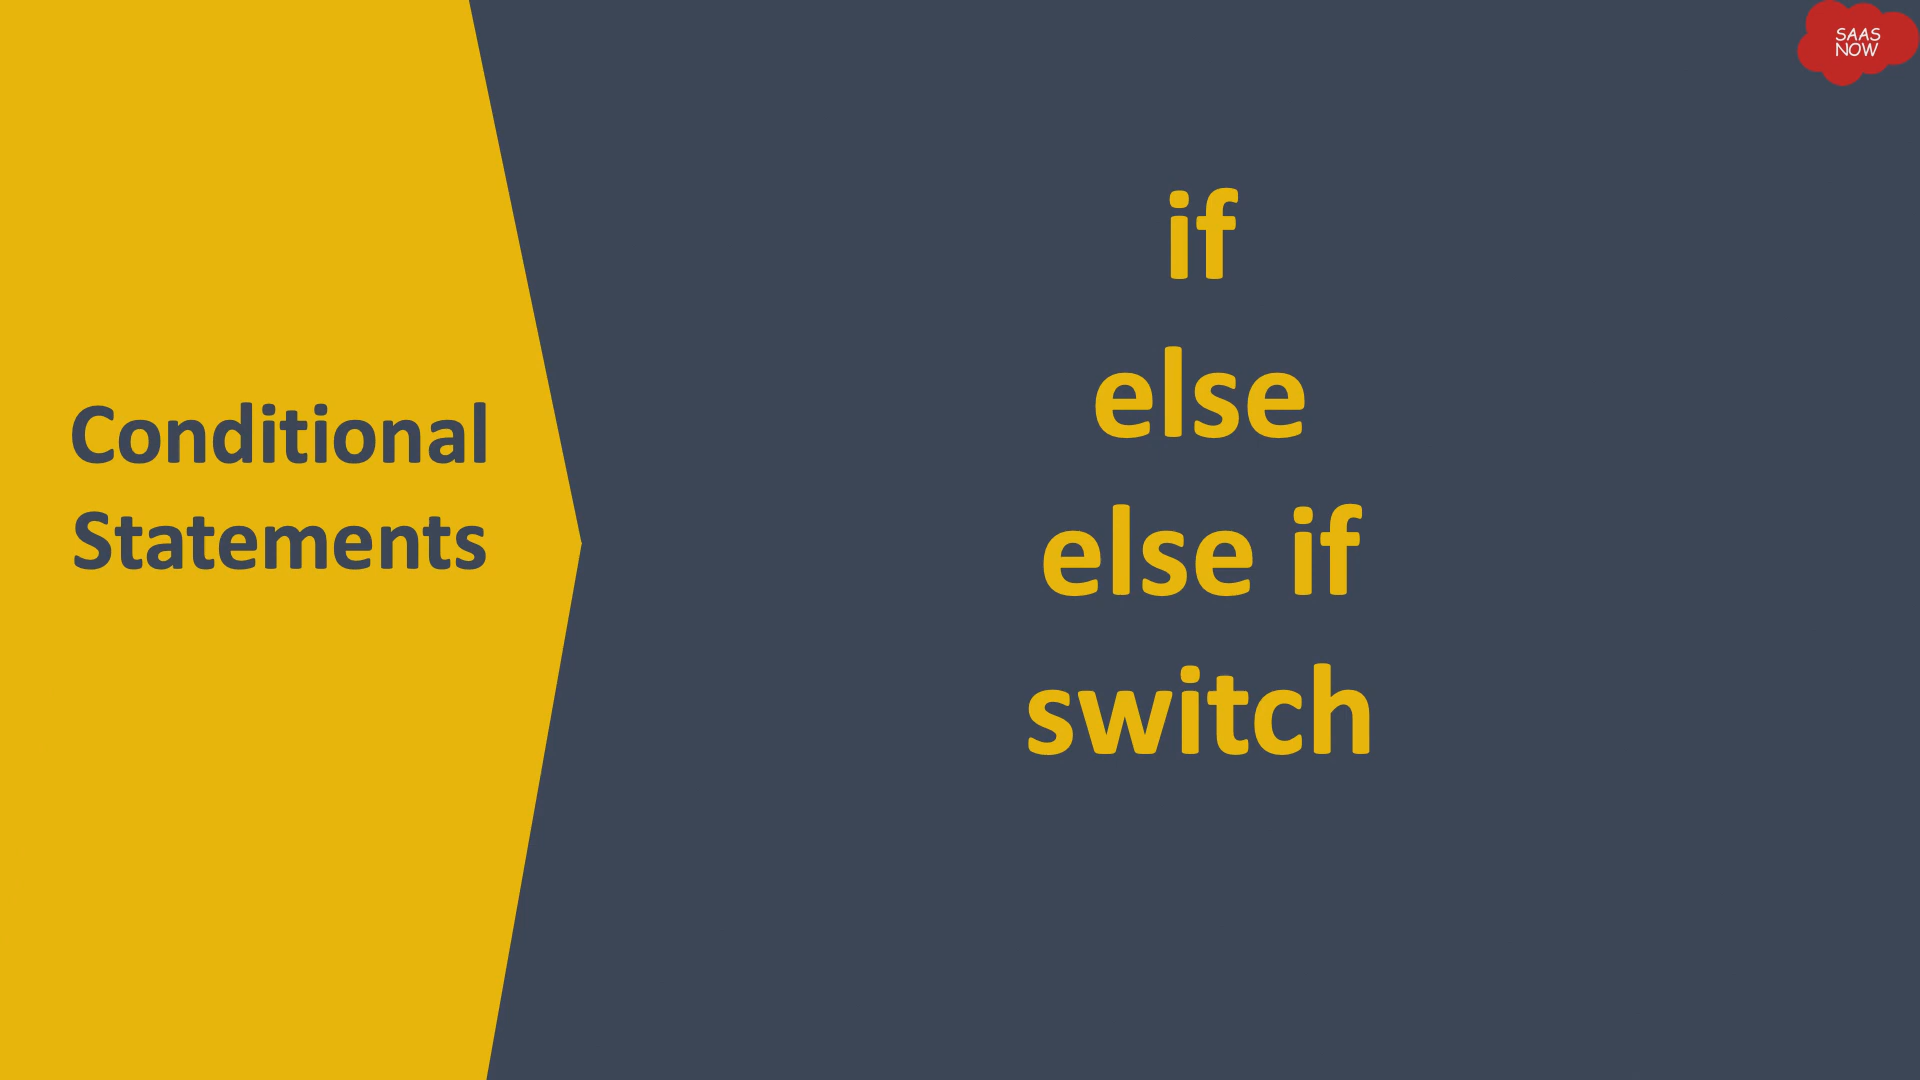 Conditional
Statements
if
else
else if
switch
SAAS
NOW